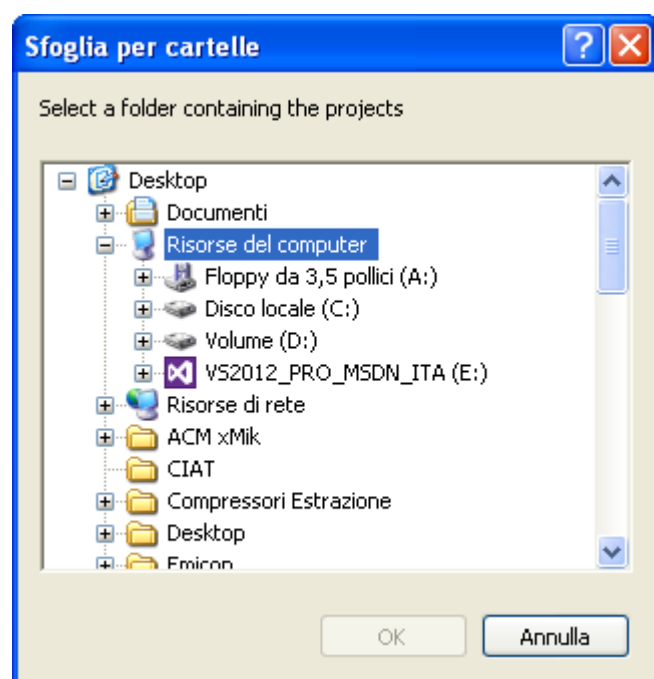 Sfoglia per cartelle
Select a folder containing the projects
Desktop
Documenti
Risorse del computer
Floppy da 3,5 pollici (A:)
Disco locale (C:)
Volume (D:)
VS2012_PRO_MSDN_ITA (E:)
Risorse di rete
ACM xMik
CIAT
Compressori Estrazione
Desktop
Emicon
OK Annulla